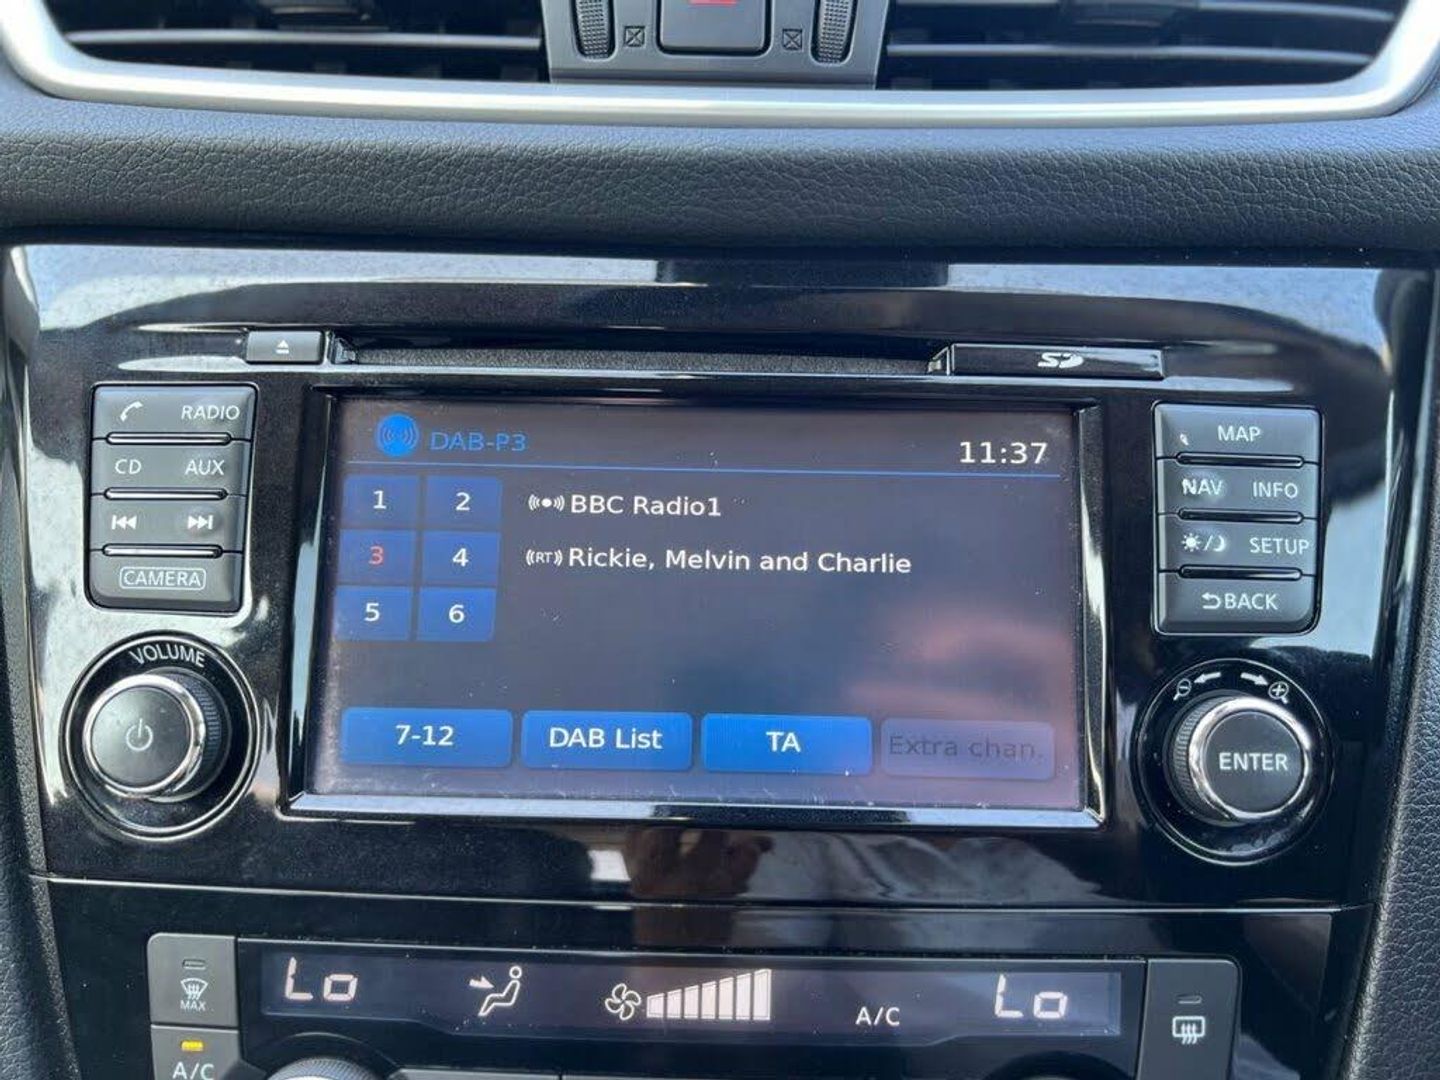 SD
RADIO
CD AUX
CAMERA
VOLUME
DAB-P3 11:37
1 2
BBC Radio1
3 4
RT Rickie, Melvin and Charlie
5 6
7-12 DAB List TA Extra chan.
MAP
NAV INFO
SETUP
BACK
ENTER
MAX
A/C
Lo A/C Lo